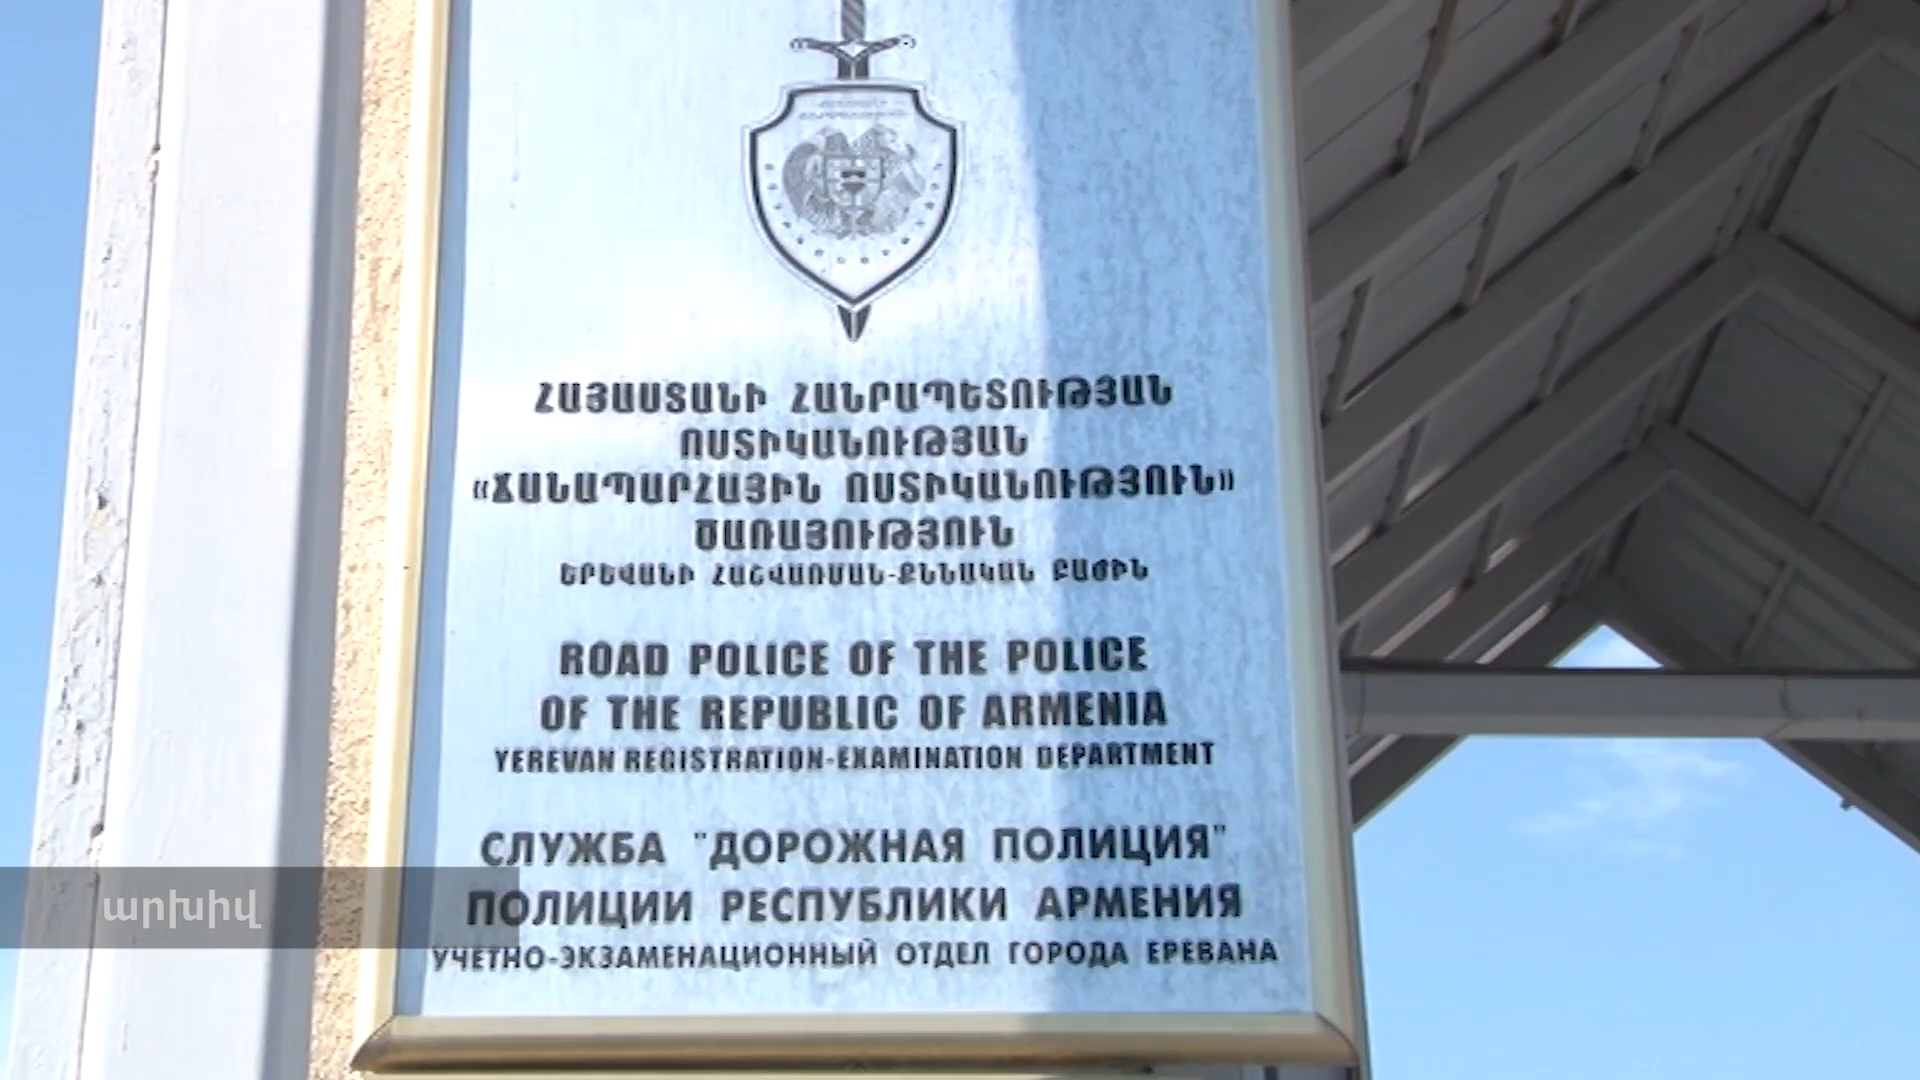 ՀԱՅԱՍՏԱՆԻ ՀԱՆՐԱՊԵՏՈՒԹՅԱՆ
ՈՍՏԻԿԱՆՈՒԹՅԱՆ
«ՃԱՆԱՊԱՐՀԱՅԻՆ ՈՍՏԻԿԱՆՈՒԹՅՈՒՆ»
ԾԱՌԱՅՈՒԹՅՈՒՆ
ԵՐԵՎԱՆԻ ՀԱՇՎԱՌՄԱՆ-ՔՆՆԱԿԱՆ ԲԱԺԻՆ
ROAD POLICE OF THE POLICE
OF THE REPUBLIC OF ARMENIA
YEREVAN REGISTRATION-EXAMINATION DEPARTMENT
СЛУЖБА "ДОРОЖНАЯ ПОЛИЦИЯ"
ПОЛИЦИИ РЕСПУБЛИКИ АРМЕНИЯ
УЧЕТНО-ЭКЗАМЕНАЦИОННЫЙ ОТДЕЛ ГОРОДА ЕРЕВАНА
արխիվ